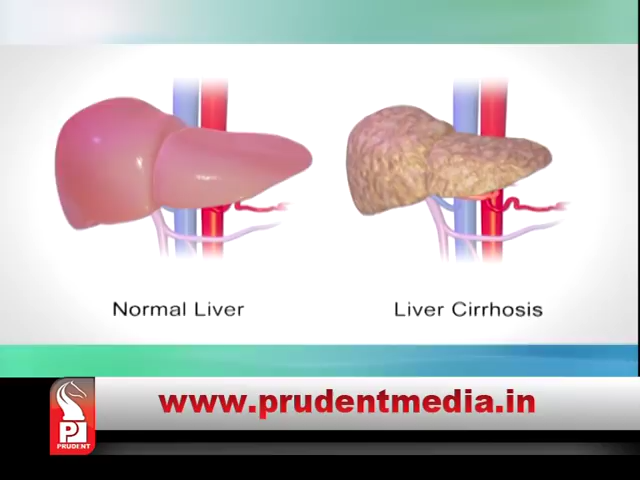 Normal Liver
Liver Cirrhosis
www.prudentmedia.in
P
PRUDENT